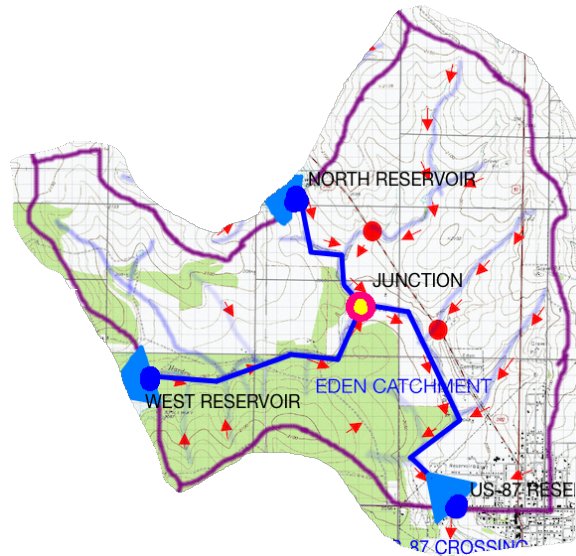 NORTH RESERVOIR
JUNCTION
EDEN CATCHMENT
WEST RESERVOIR
US-87 RESE
87 CROSSING